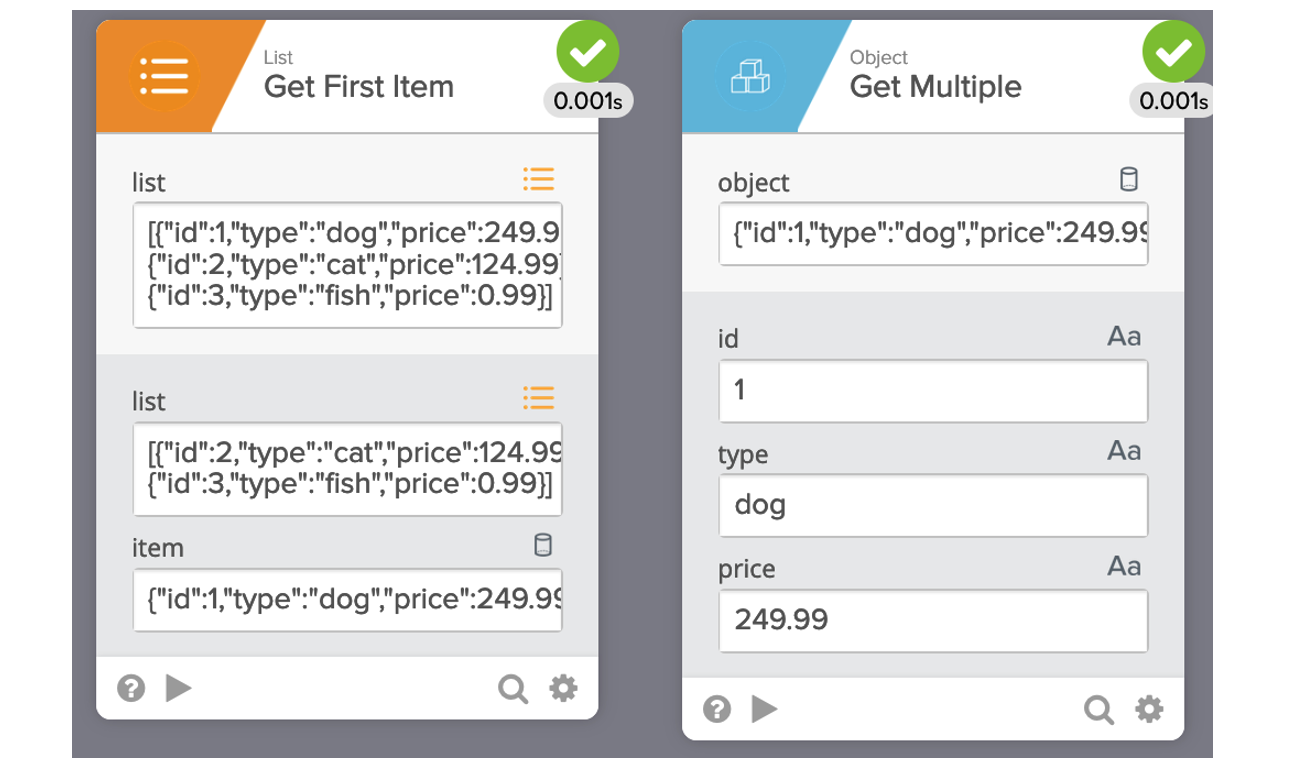 List
Get First Item
0.001s
list
[{"id":1,"type":"dog","price":249.9
{"id":2,"type":"cat","price":124.99}
{"id":3,"type":"fish","price":0.99}]
list
[{"id":2,"type":"cat","price":124.99
{"id":3,"type":"fish","price":0.99}]
item
{"id":1,"type":"dog","price":249.99
?
Object
Get Multiple
0.001s
object
{"id":1,"type":"dog","price":249.99
id
Aa
1
type
Aa
dog
price
Aa
249.99
?